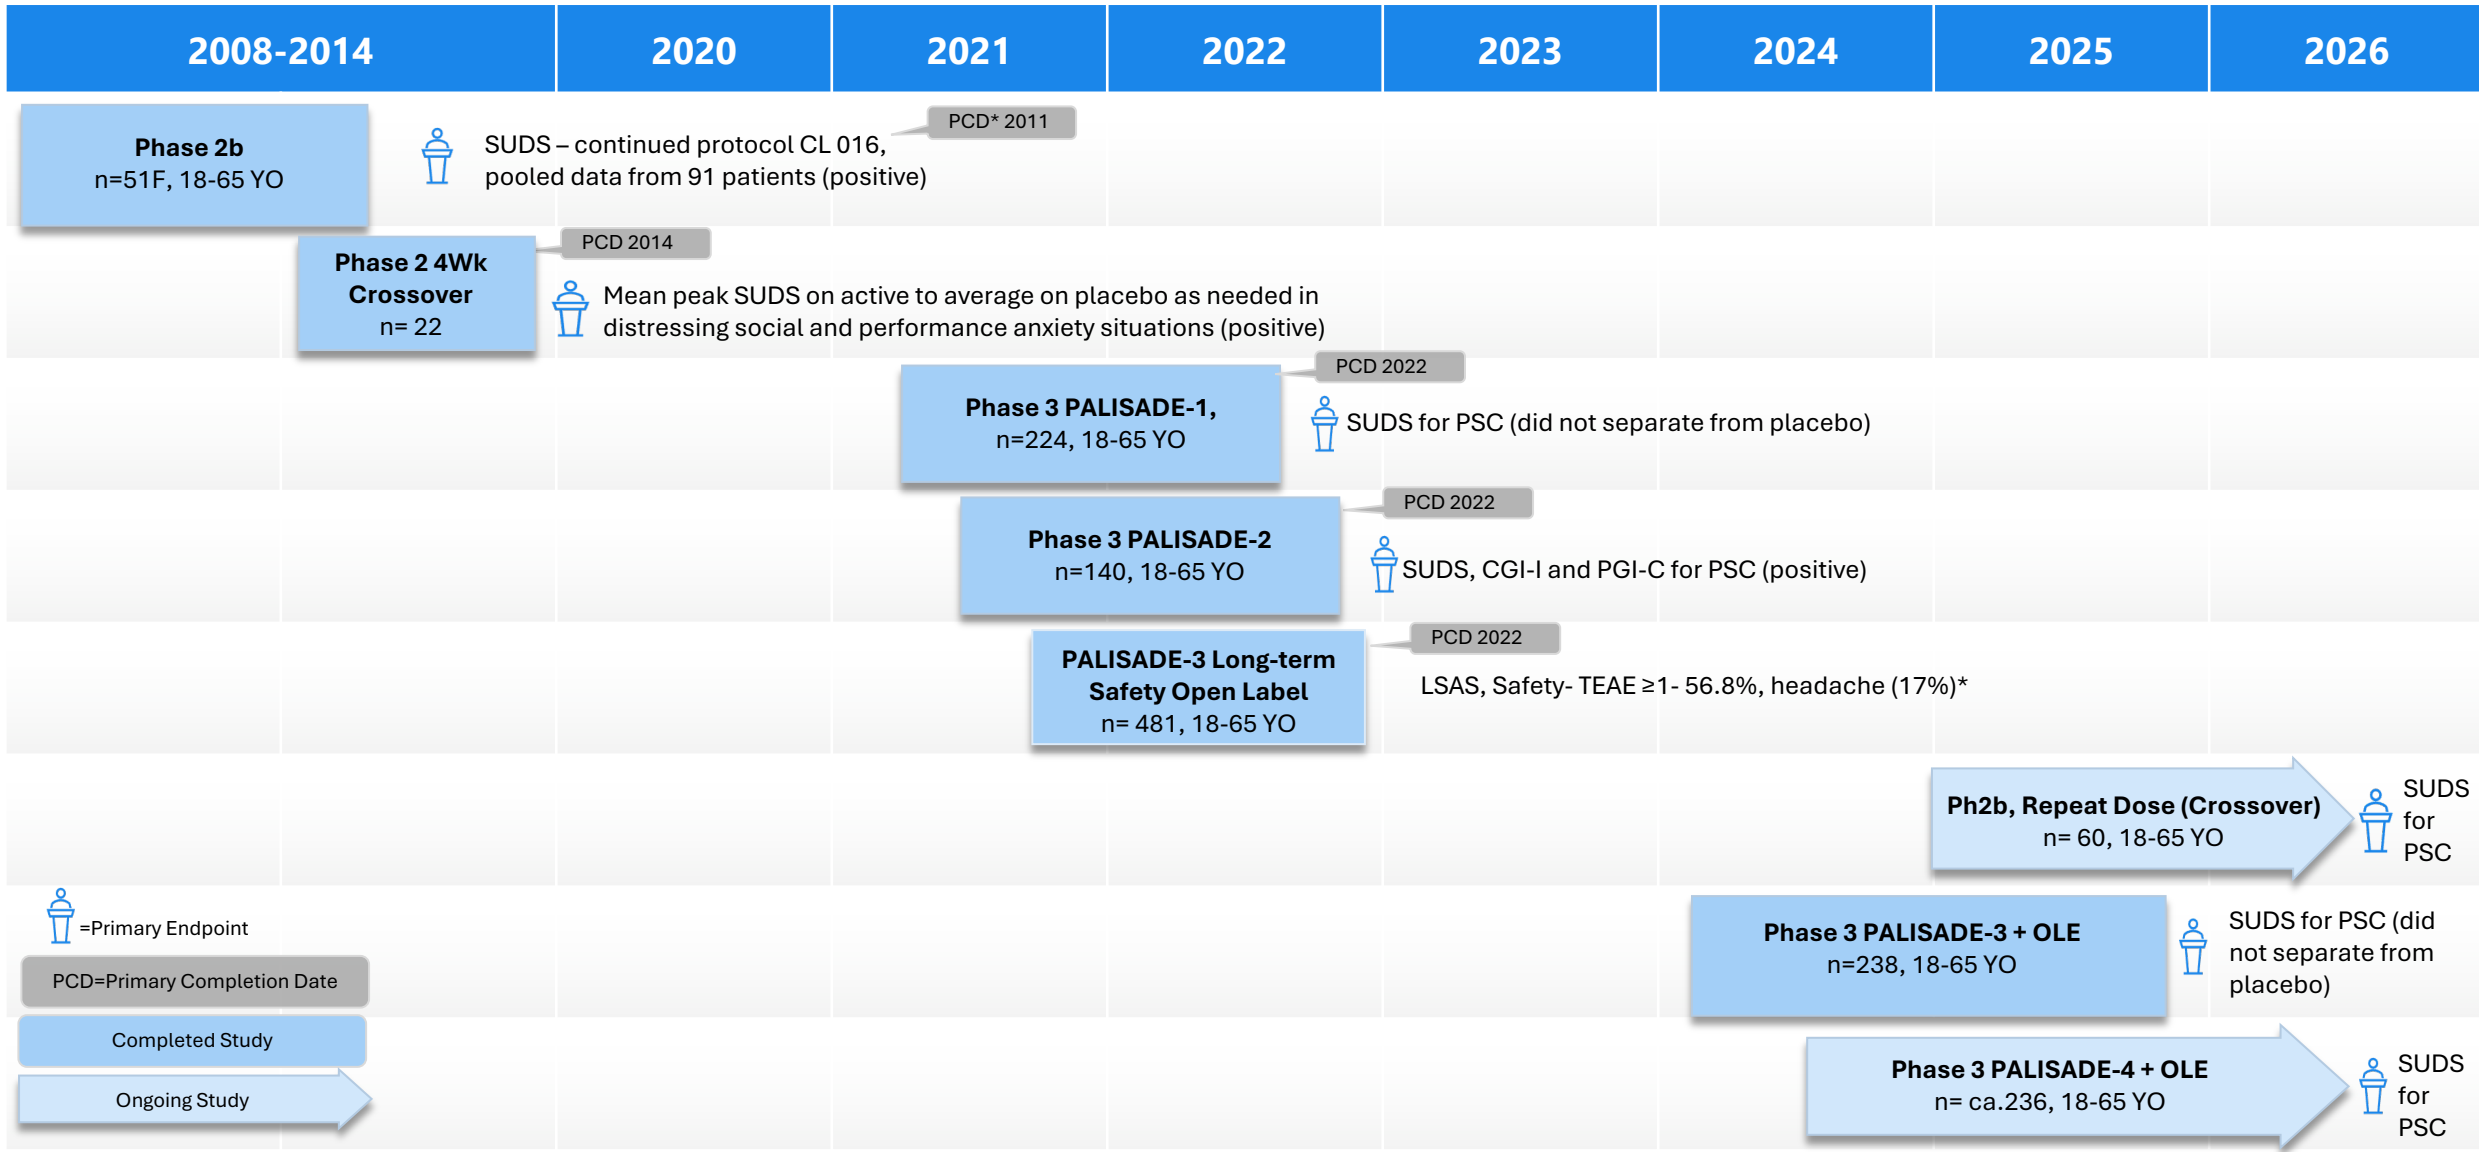 2008-2014 2020 2021 2022 2023 2024 2025 2026
Phase 2b
n=51F, 18-65 YO
PCD* 2011
SUDS – continued protocol CL 016,
pooled data from 91 patients (positive)
Phase 2 4Wk
Crossover
n= 22
PCD 2014
Mean peak SUDS on active to average on placebo as needed in
distressing social and performance anxiety situations (positive)
Phase 3 PALISADE-1,
n=224, 18-65 YO
PCD 2022
SUDS for PSC (did not separate from placebo)
Phase 3 PALISADE-2
n=140, 18-65 YO
PCD 2022
SUDS, CGI-I and PGI-C for PSC (positive)
PALISADE-3 Long-term
Safety Open Label
n= 481, 18-65 YO
PCD 2022
LSAS, Safety- TEAE ≥1- 56.8%, headache (17%)*
Ph2b, Repeat Dose (Crossover)
n= 60, 18-65 YO
SUDS
for
PSC
Phase 3 PALISADE-3 + OLE
n=238, 18-65 YO
SUDS for PSC (did
not separate from
placebo)
Phase 3 PALISADE-4 + OLE
n= ca.236, 18-65 YO
SUDS
for
PSC
=Primary Endpoint
PCD=Primary Completion Date
Completed Study
Ongoing Study